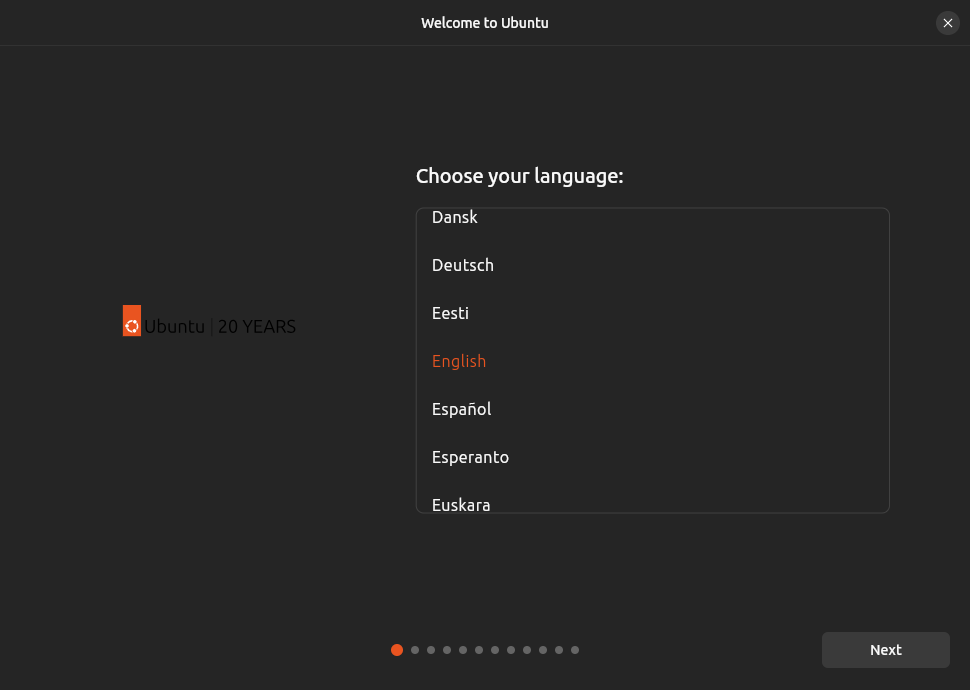 Welcome to Ubuntu
Choose your language:
Dansk
Deutsch
Eesti
English
Español
Esperanto
Euskara
Ubuntu | 20 YEARS
Next